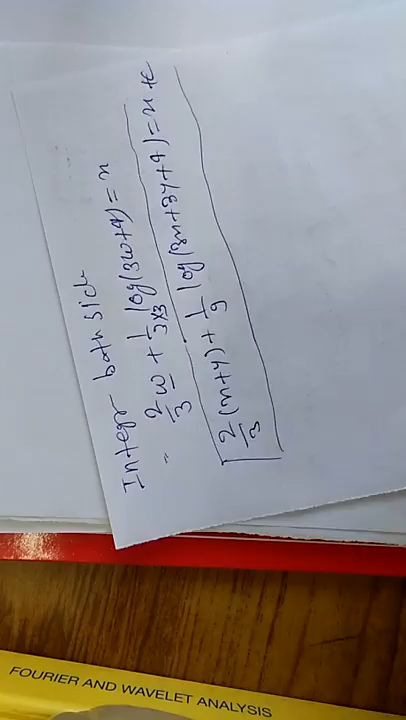 Integr both side
= 2/3 w + 1/3×3 log(3w+4) = x
2/3 (x+y) + 1/9 log(3x+3y+4) = x + c
FOURIER AND WAVELET ANALYSIS